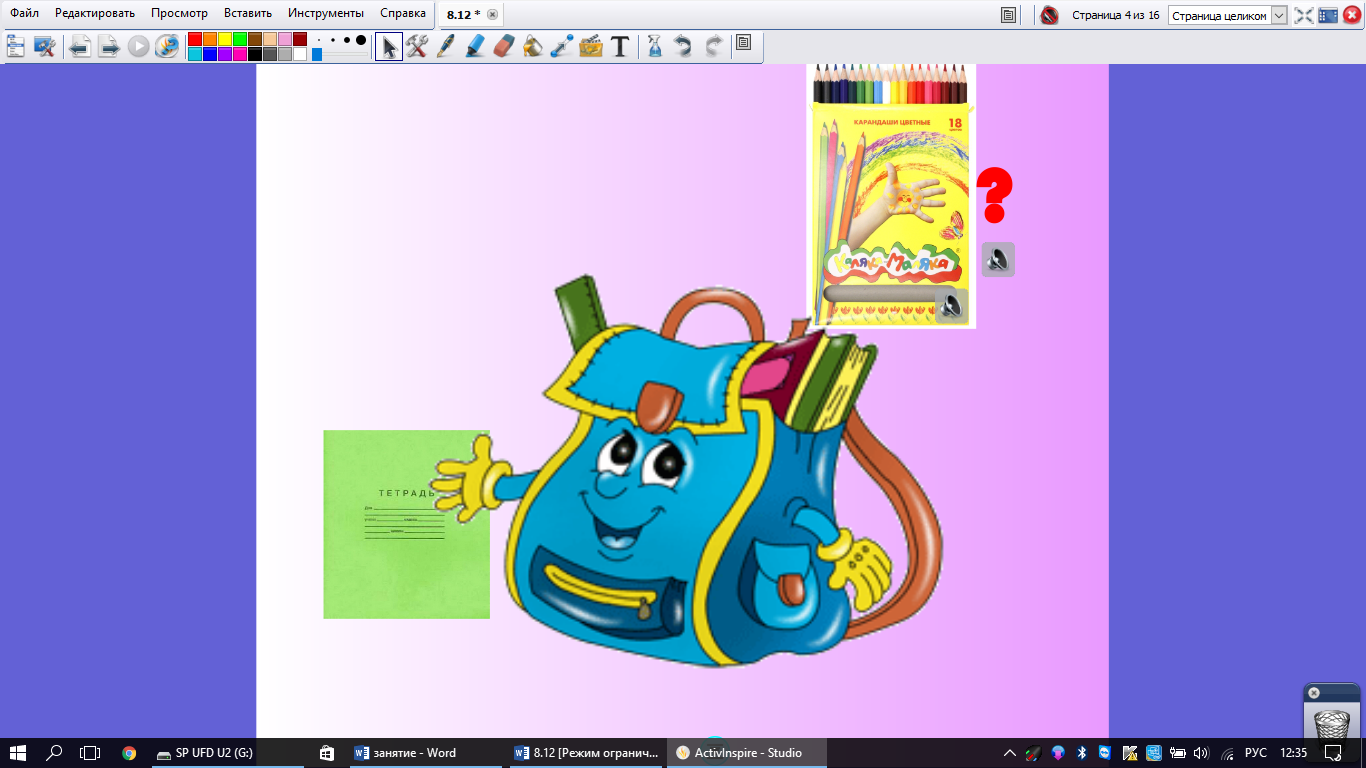 Файл Редактировать Просмотр Вставить Инструменты Справка 8.12 * Страница 4 из 16 Страница целиком
T
КАРАНДАШИ ЦВЕТНЫЕ 18
?
Каляка-Маляка
ТЕТРАДЬ
SP UFD U2 (G:) занятие - Word 8.12 [Режим огранич... ActivInspire - Studio РУС 12:35